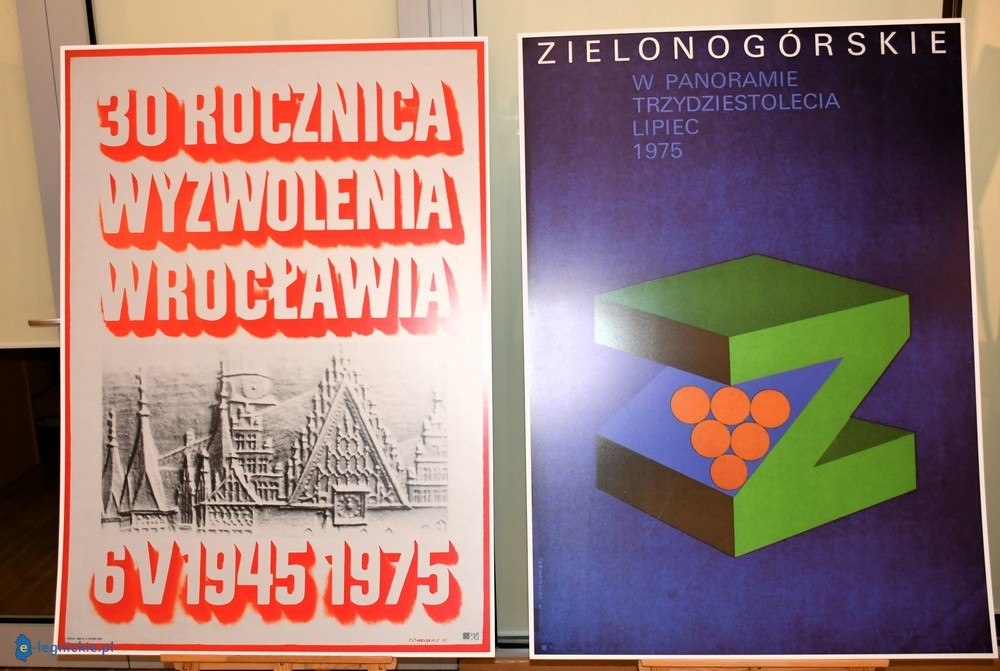 30 ROCZNICA
WYZWOLENIA
WROCŁAWIA
6 V 1945 1975
ZIELONOGÓRSKIE
W PANORAMIE
TRZYDZIESTOLECIA
LIPIEC
1975
e-legnickie.pl